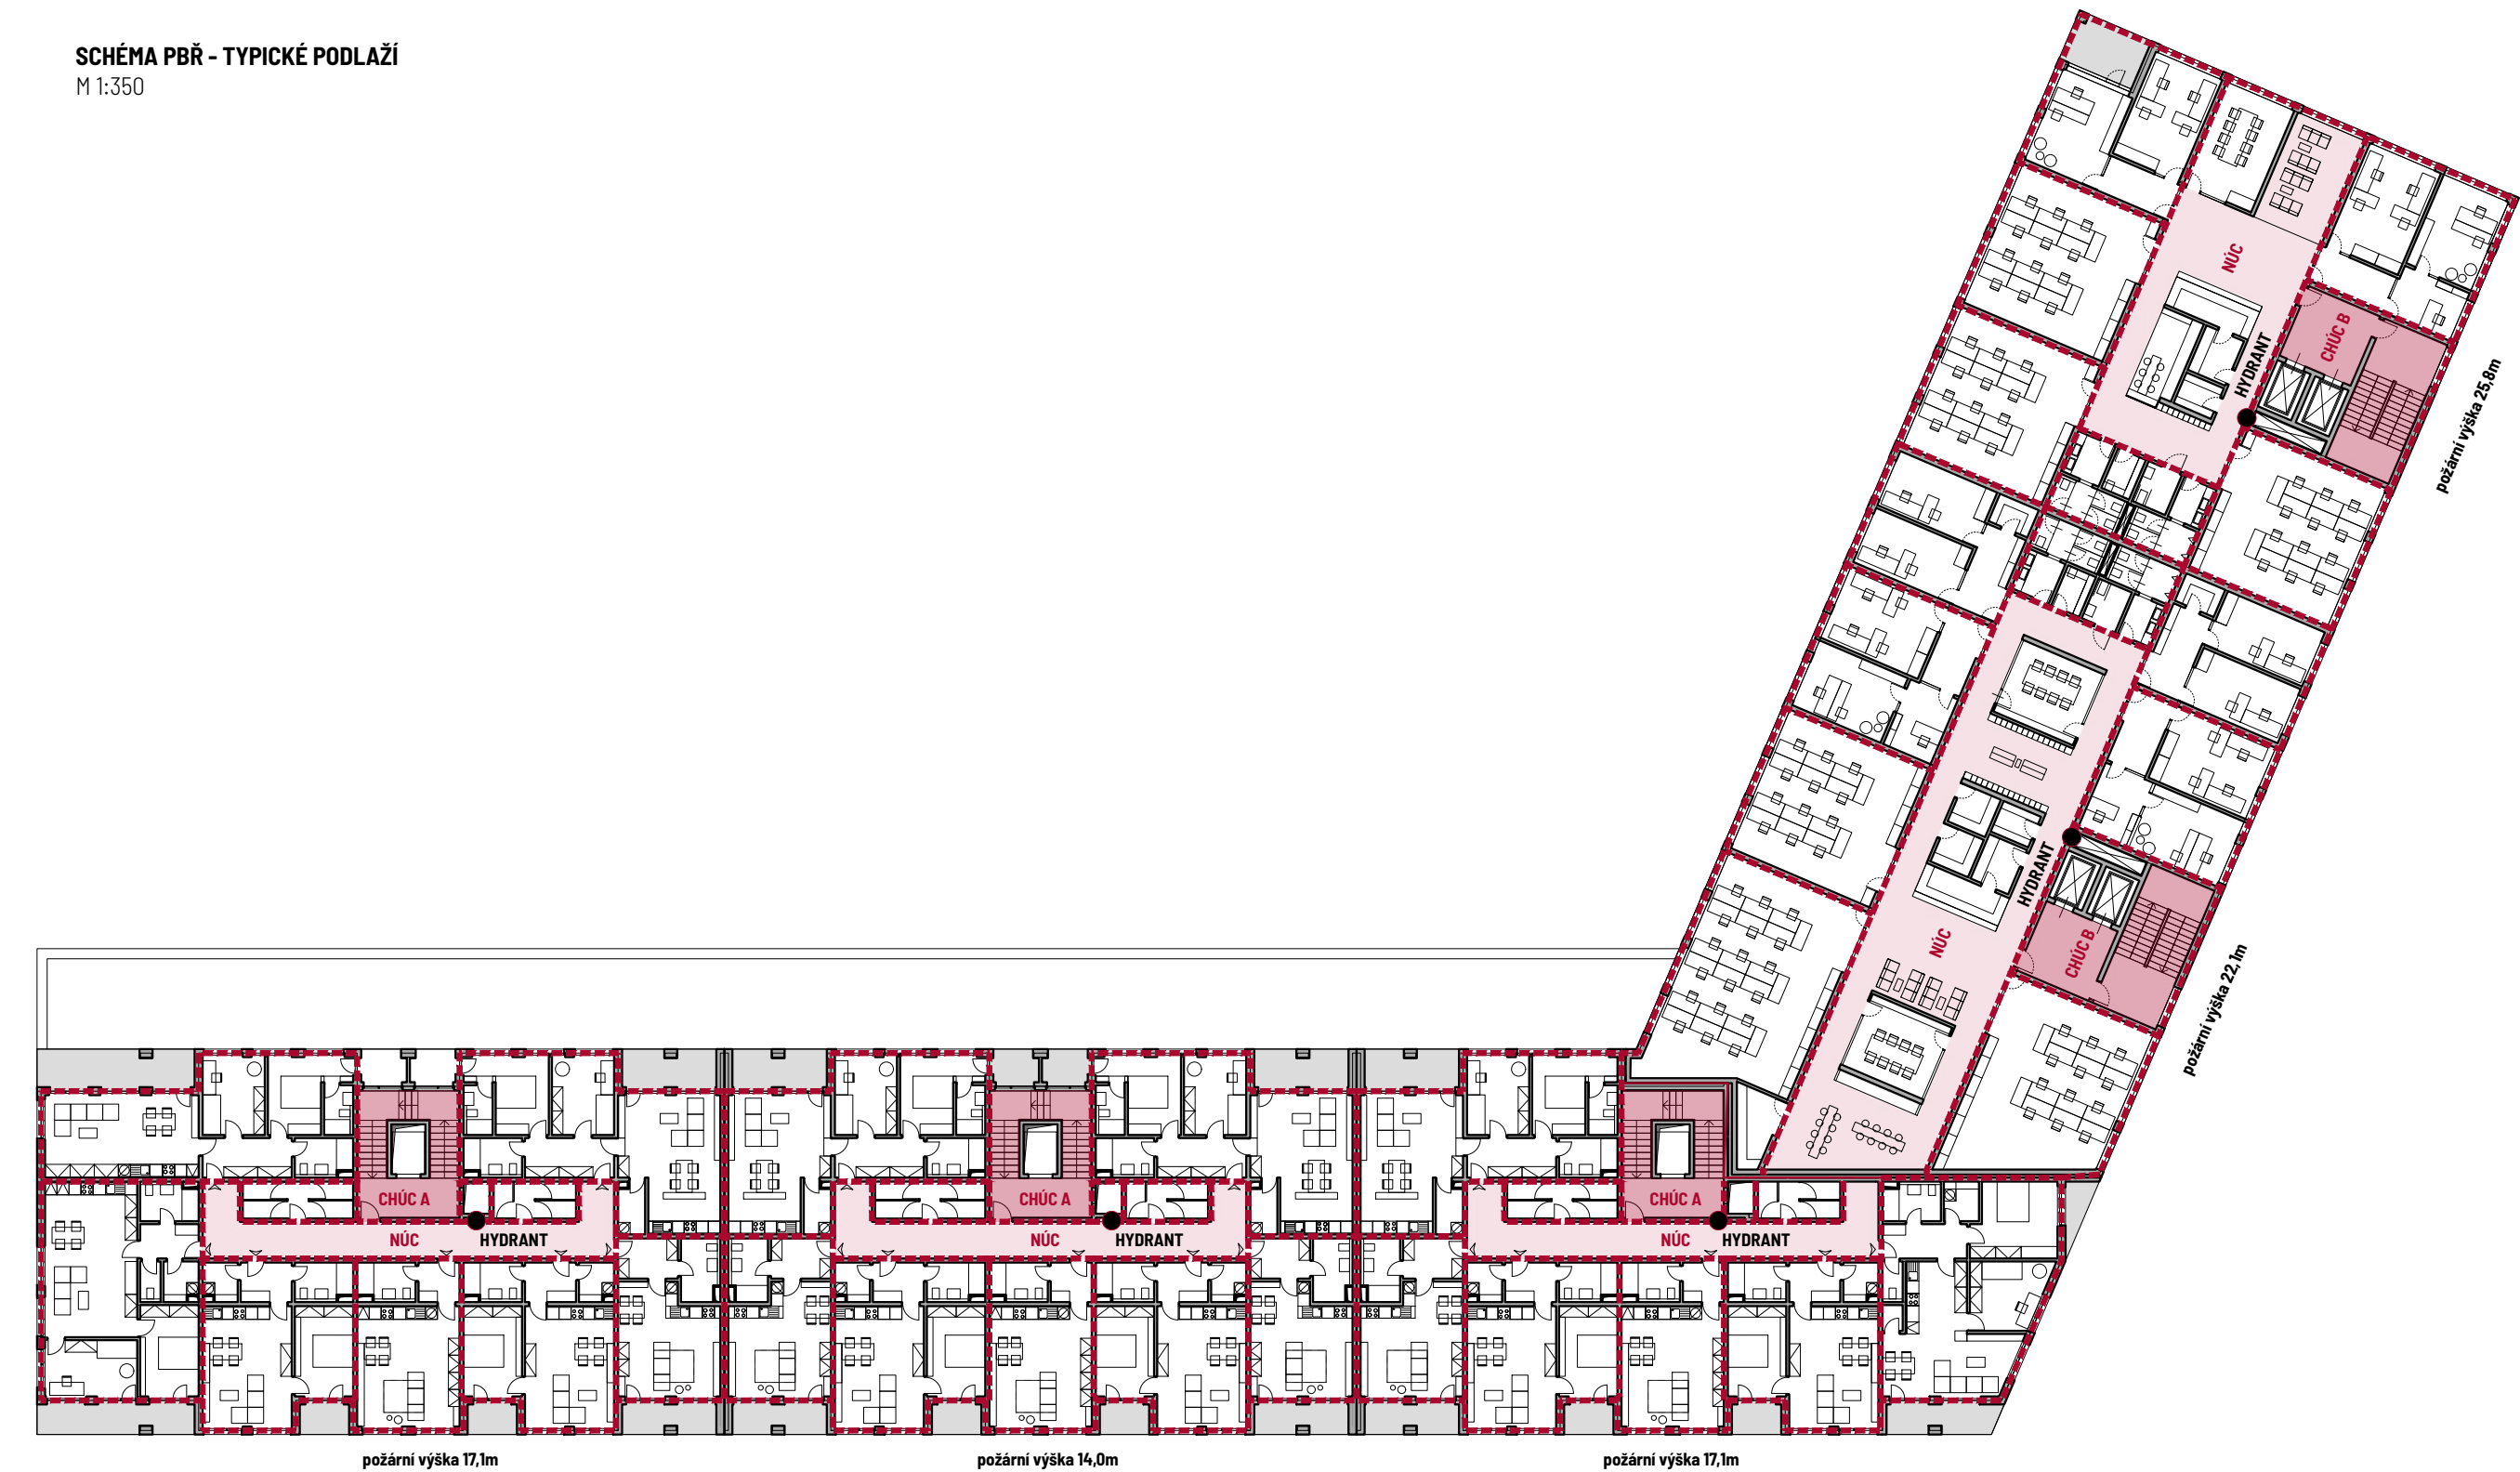 SCHÉMA PBŘ - TYPICKÉ PODLAŽÍ
M 1:350
NÚC
CHÚC B
HYDRANT
požární výška 25,8m
HYDRANT
NÚC
CHÚC B
požární výška 22,1m
CHÚC A
NÚC
HYDRANT
CHÚC A
NÚC
HYDRANT
CHÚC A
NÚC
HYDRANT
požární výška 17,1m
požární výška 14,0m
požární výška 17,1m